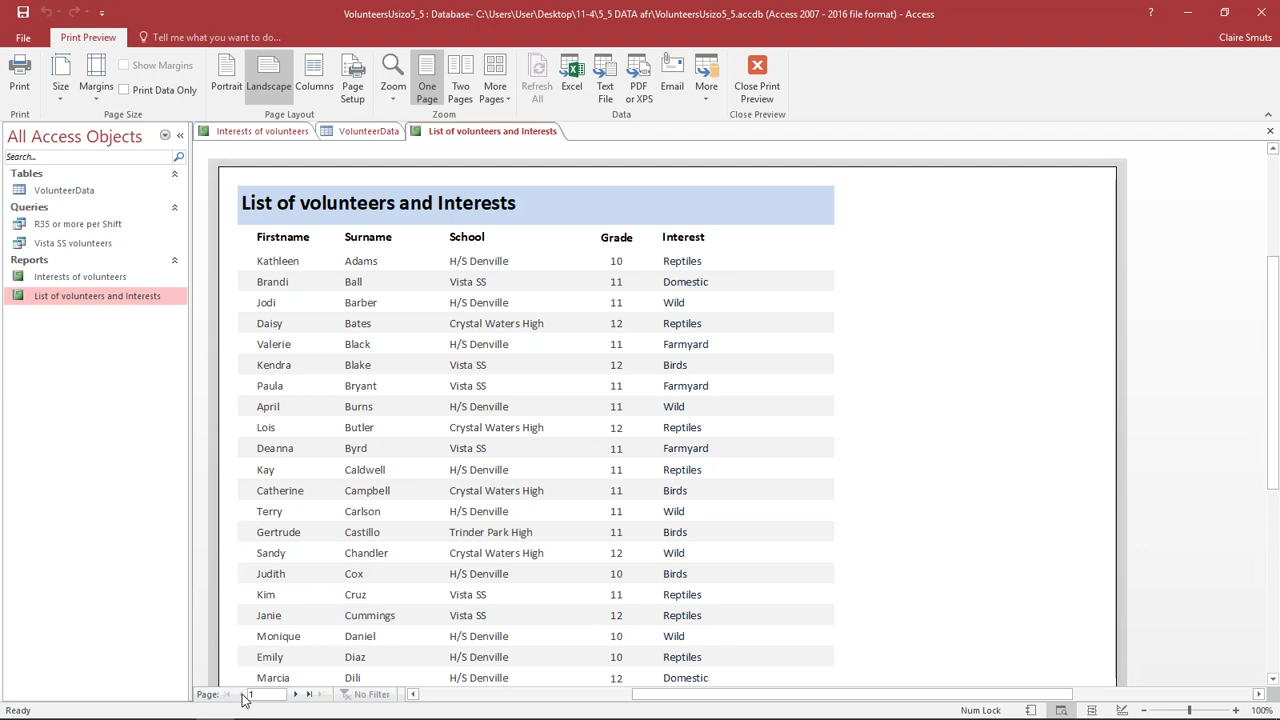 VolunteersUsizo5_5 : Database- C:\Users\User\Desktop\11-4\5_5 DATA afr\VolunteersUsizo5_5.accdb (Access 2007 - 2016 file format) - Access
?
File
Print Preview
Tell me what you want to do...
Claire Smuts
Print
Size
Margins
Show Margins
Print Data Only
Portrait
Landscape
Columns
Page Setup
Zoom
One Page
Two Pages
More Pages
Refresh All
Excel
Text File
PDF or XPS
Email
More
Close Print Preview
Print
Page Size
Page Layout
Zoom
Data
Close Preview
All Access Objects
Search...
Tables
VolunteerData
Queries
R35 or more per Shift
Vista SS volunteers
Reports
Interests of volunteers
List of volunteers and Interests
Interests of volunteers
VolunteerData
List of volunteers and Interests
List of volunteers and Interests
Firstname Surname School Grade Interest
Kathleen Adams H/S Denville 10 Reptiles
Brandi Ball Vista SS 11 Domestic
Jodi Barber H/S Denville 11 Wild
Daisy Bates Crystal Waters High 12 Reptiles
Valerie Black H/S Denville 11 Farmyard
Kendra Blake Vista SS 12 Birds
Paula Bryant Vista SS 11 Farmyard
April Burns H/S Denville 11 Wild
Lois Butler Crystal Waters High 12 Reptiles
Deanna Byrd Vista SS 11 Farmyard
Kay Caldwell H/S Denville 11 Reptiles
Catherine Campbell Crystal Waters High 11 Birds
Terry Carlson H/S Denville 11 Wild
Gertrude Castillo Trinder Park High 11 Birds
Sandy Chandler Crystal Waters High 12 Wild
Judith Cox H/S Denville 10 Birds
Kim Cruz Vista SS 11 Reptiles
Janie Cummings Vista SS 12 Reptiles
Monique Daniel H/S Denville 10 Wild
Emily Diaz H/S Denville 10 Reptiles
Marcia Dili H/S Denville 12 Domestic
Page: 1 No Filter
Ready
Num Lock
100%